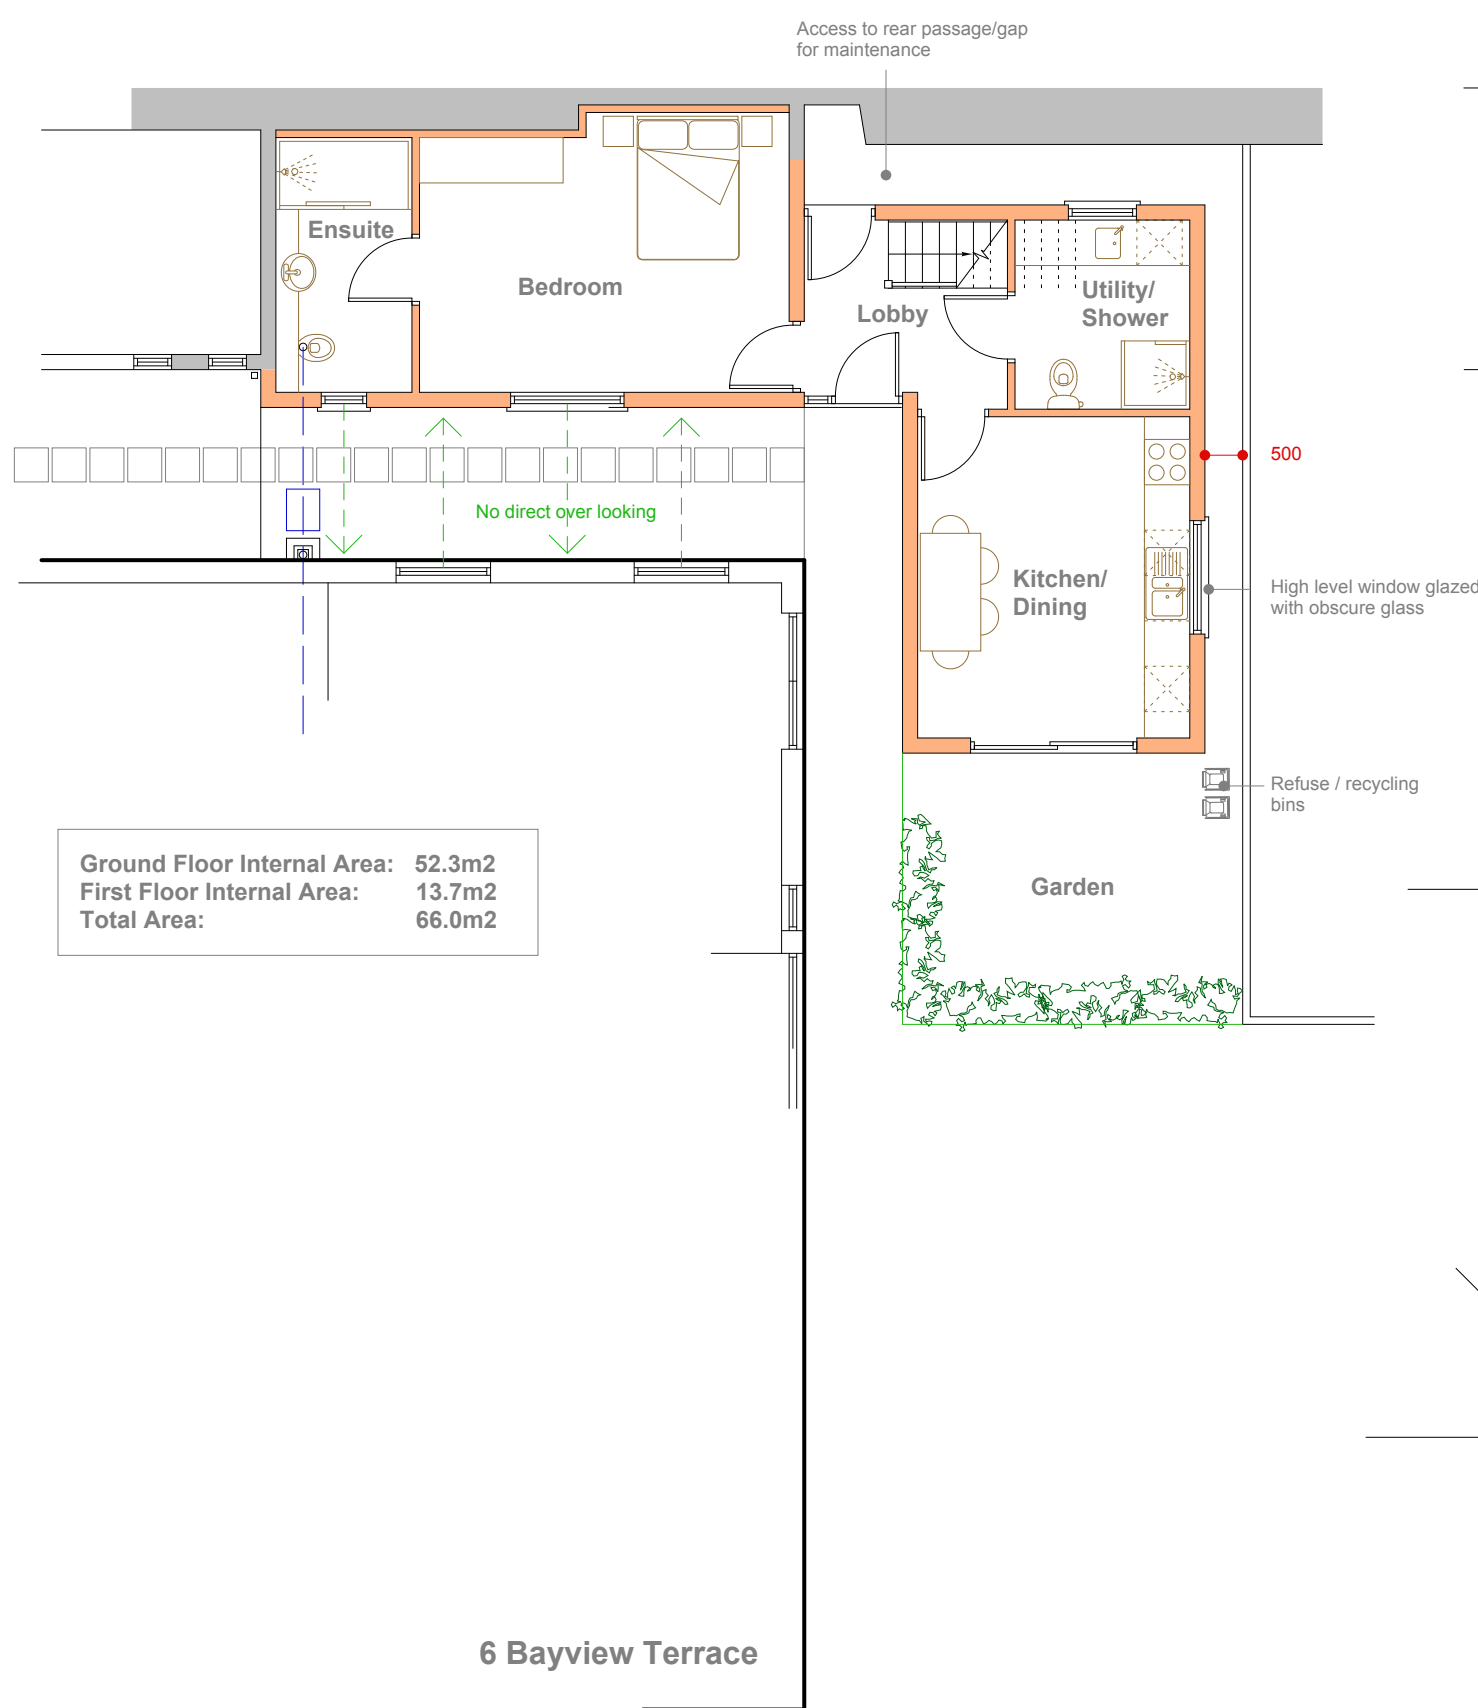 Access to rear passage/gap
for maintenance
Ensuite
Bedroom
Lobby
Utility/
Shower
500
No direct over looking
Kitchen/
Dining
High level window glazed
with obscure glass
Refuse / recycling
bins
Ground Floor Internal Area: 52.3m2
First Floor Internal Area: 13.7m2
Total Area: 66.0m2
Garden
6 Bayview Terrace